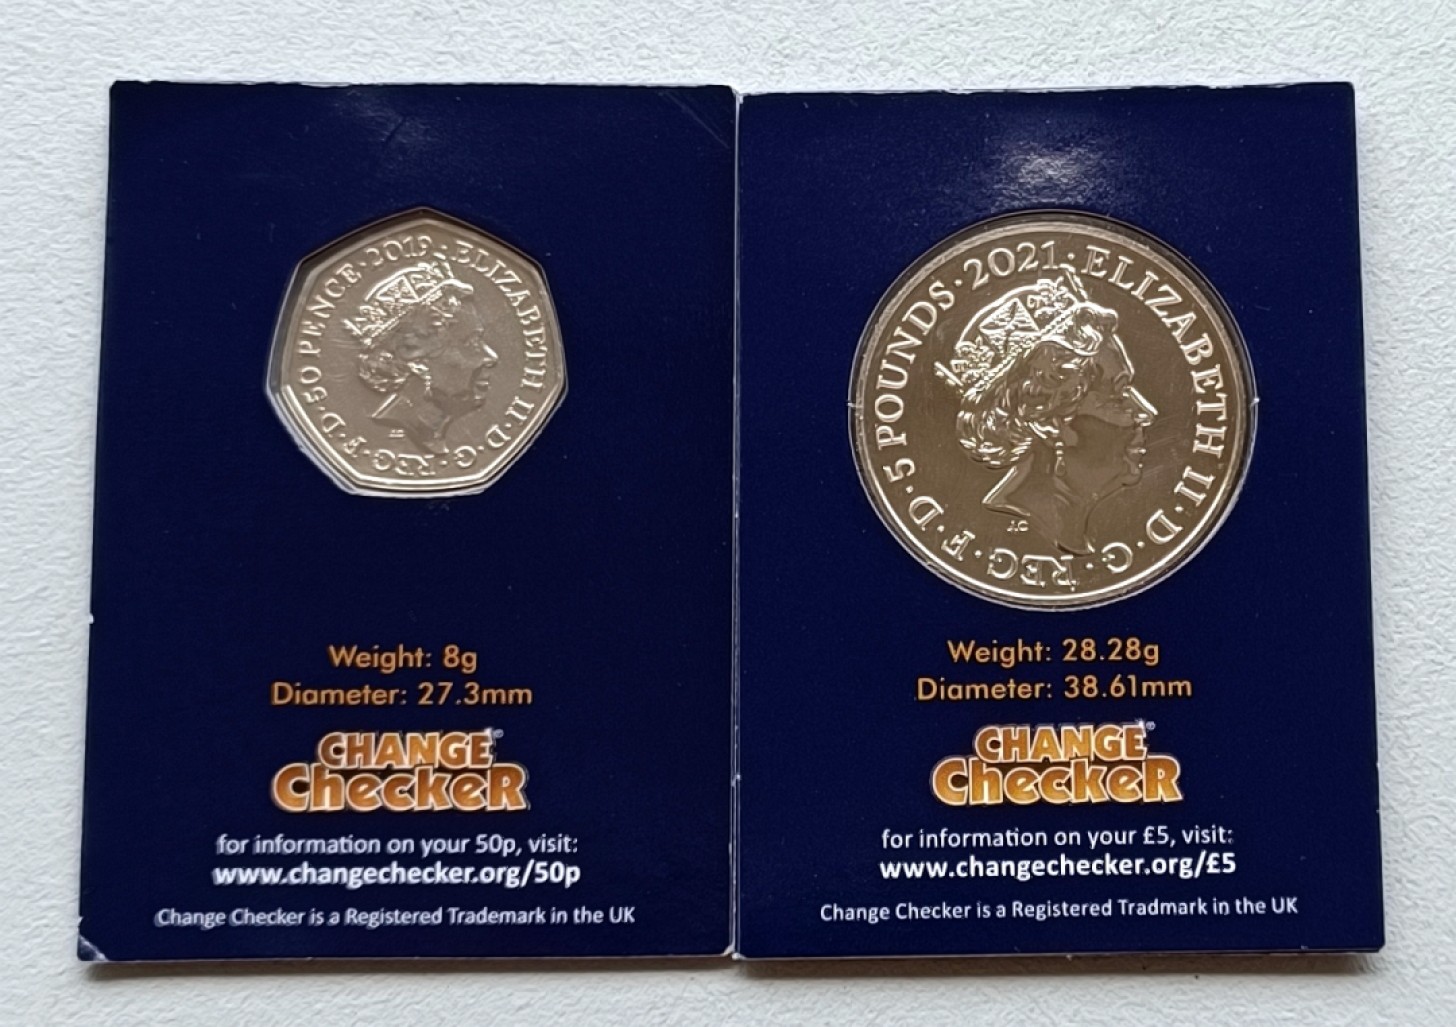 50 PENCE · 2019 · ELIZABETH II · D · G · REG · F · D ·
Weight: 8g
Diameter: 27.3mm
CHANGE
CHecKeR
for information on your 50p, visit:
www.changechecker.org/50p
Change Checker is a Registered Trademark in the UK
5 POUNDS · 2021 · ELIZABETH II · D · G · REG · F · D ·
J.C
Weight: 28.28g
Diameter: 38.61mm
CHANGE
CHecKeR
for information on your £5, visit:
www.changechecker.org/£5
Change Checker is a Registered Tradmark in the UK